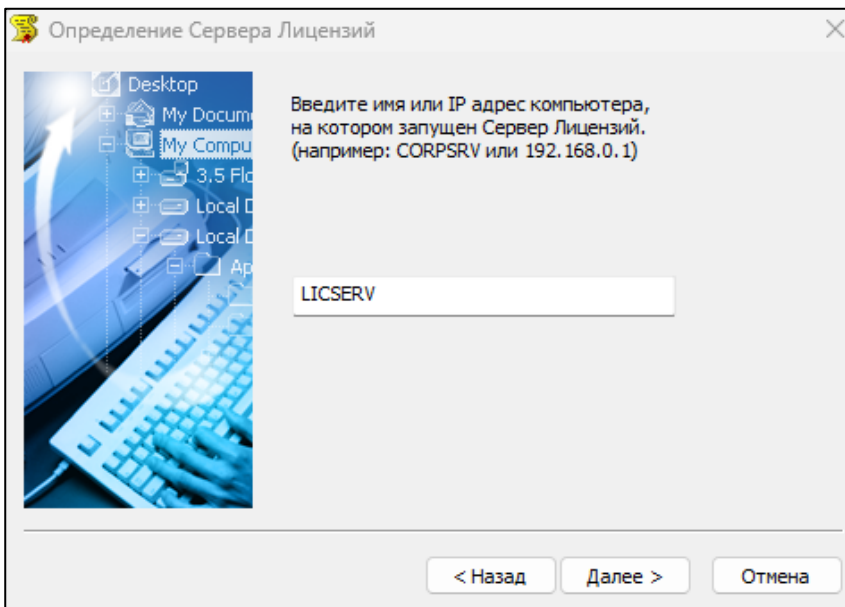 Определение Сервера Лицензий
Desktop
My Docum
My Compu
3.5 Flo
Local D
Local D
Ap
Введите имя или IP адрес компьютера,
на котором запущен Сервер Лицензий.
(например: CORPSRV или 192.168.0.1)
LICSERV
< Назад
Далее >
Отмена